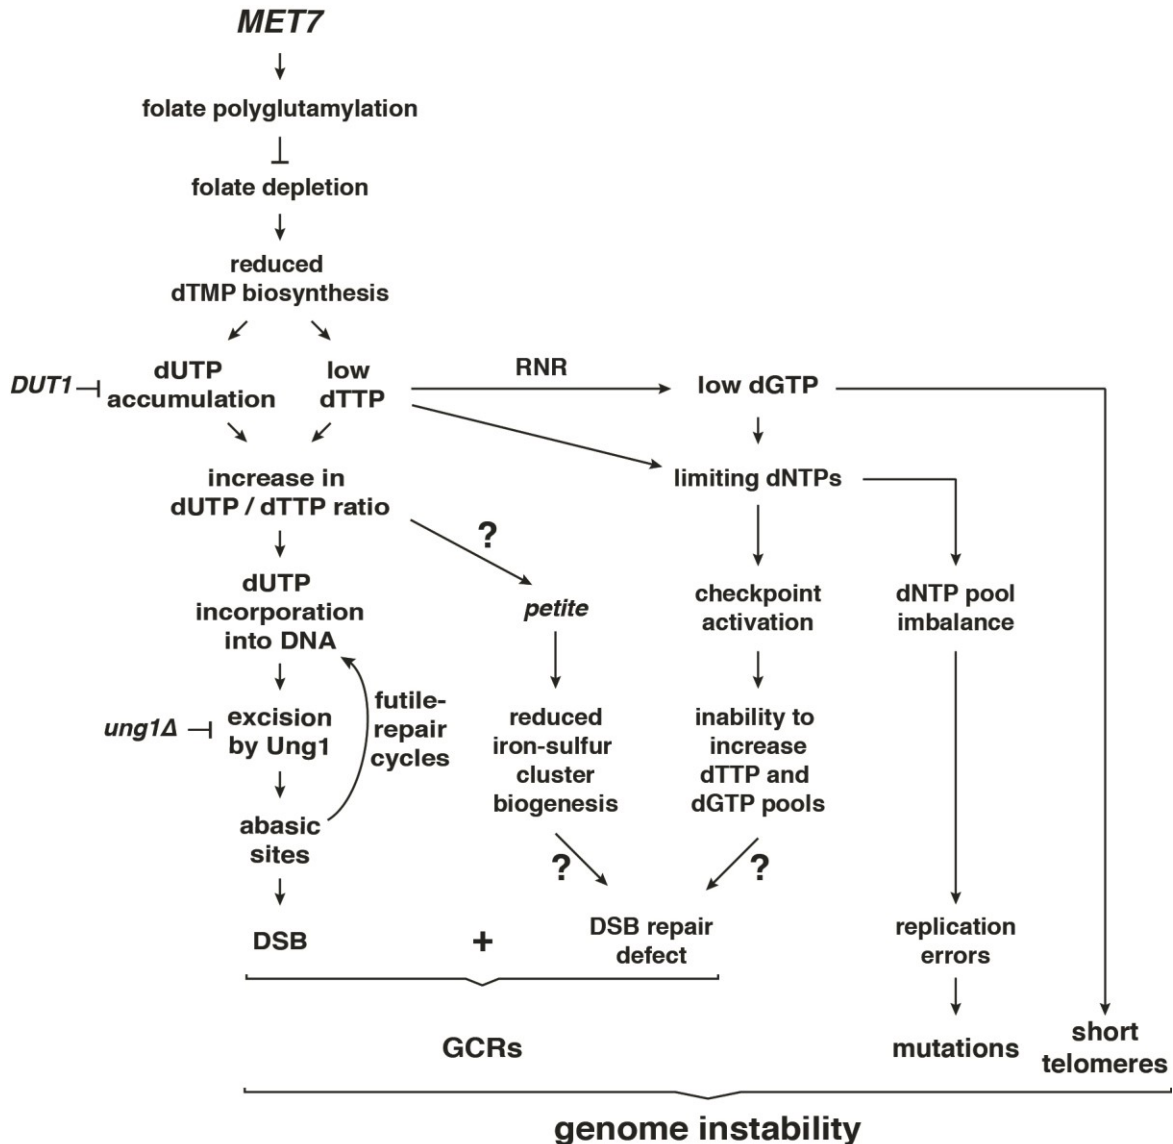 MET7
folate polyglutamylation
folate depletion
reduced
dTMP biosynthesis
DUT1
dUTP
accumulation
low
dTTP
RNR
low dGTP
increase in
dUTP / dTTP ratio
limiting dNTPs
?
dUTP
incorporation
into DNA
petite
checkpoint
activation
dNTP pool
imbalance
ung1Δ
excision
by Ung1
futile-
repair
cycles
reduced
iron-sulfur
cluster
biogenesis
inability to
increase
dTTP and
dGTP pools
abasic
sites
?
?
DSB
+
DSB repair
defect
replication
errors
GCRs
mutations
short
telomeres
genome instability